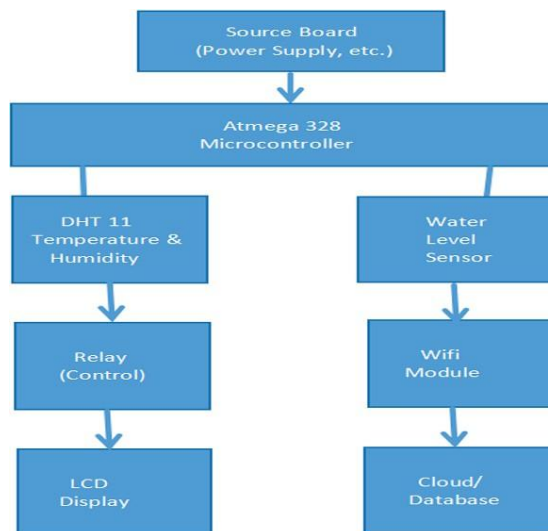 Source Board
(Power Supply, etc.)
Atmega 328
Microcontroller
DHT 11
Temperature &
Humidity
Water
Level
Sensor
Relay
(Control)
Wifi
Module
LCD
Display
Cloud/
Database